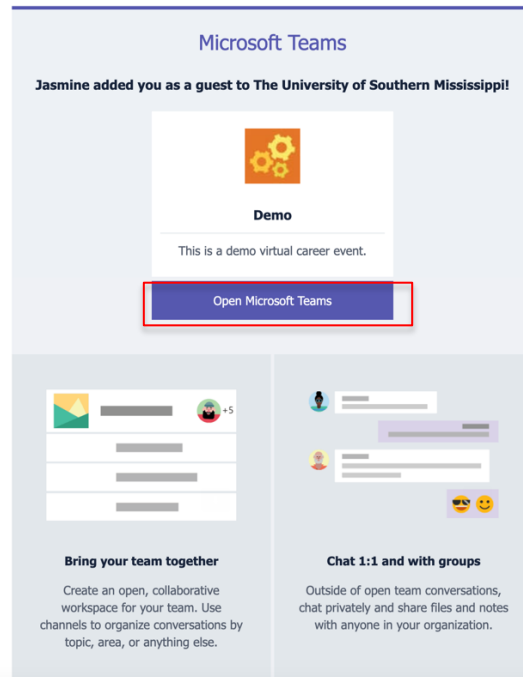 Microsoft Teams
Jasmine added you as a guest to The University of Southern Mississippi!
Demo
This is a demo virtual career event.
Open Microsoft Teams
+5
Bring your team together
Create an open, collaborative
workspace for your team. Use
channels to organize conversations by
topic, area, or anything else.
Chat 1:1 and with groups
Outside of open team conversations,
chat privately and share files and notes
with anyone in your organization.